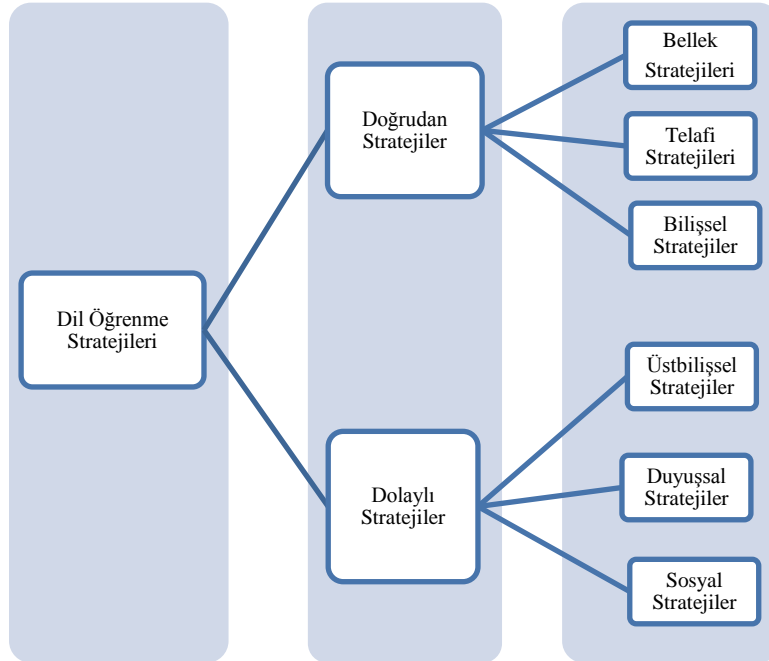 Dil Öğrenme
Stratejileri
Doğrudan
Stratejiler
Bellek
Stratejileri
Telafi
Stratejileri
Bilişsel
Stratejiler
Dolaylı
Stratejiler
Üstbilişsel
Stratejiler
Duyuşsal
Stratejiler
Sosyal
Stratejiler